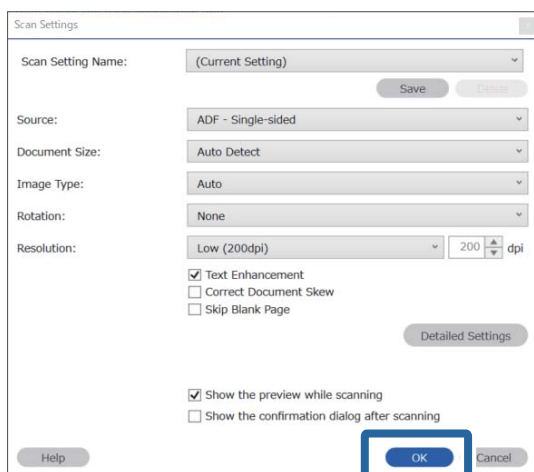 Scan Settings
Scan Setting Name: (Current Setting)
Save Delete
Source: ADF - Single-sided
Document Size: Auto Detect
Image Type: Auto
Rotation: None
Resolution: Low (200dpi) 200 dpi
Text Enhancement
Correct Document Skew
Skip Blank Page
Detailed Settings
Show the preview while scanning
Show the confirmation dialog after scanning
Help OK Cancel